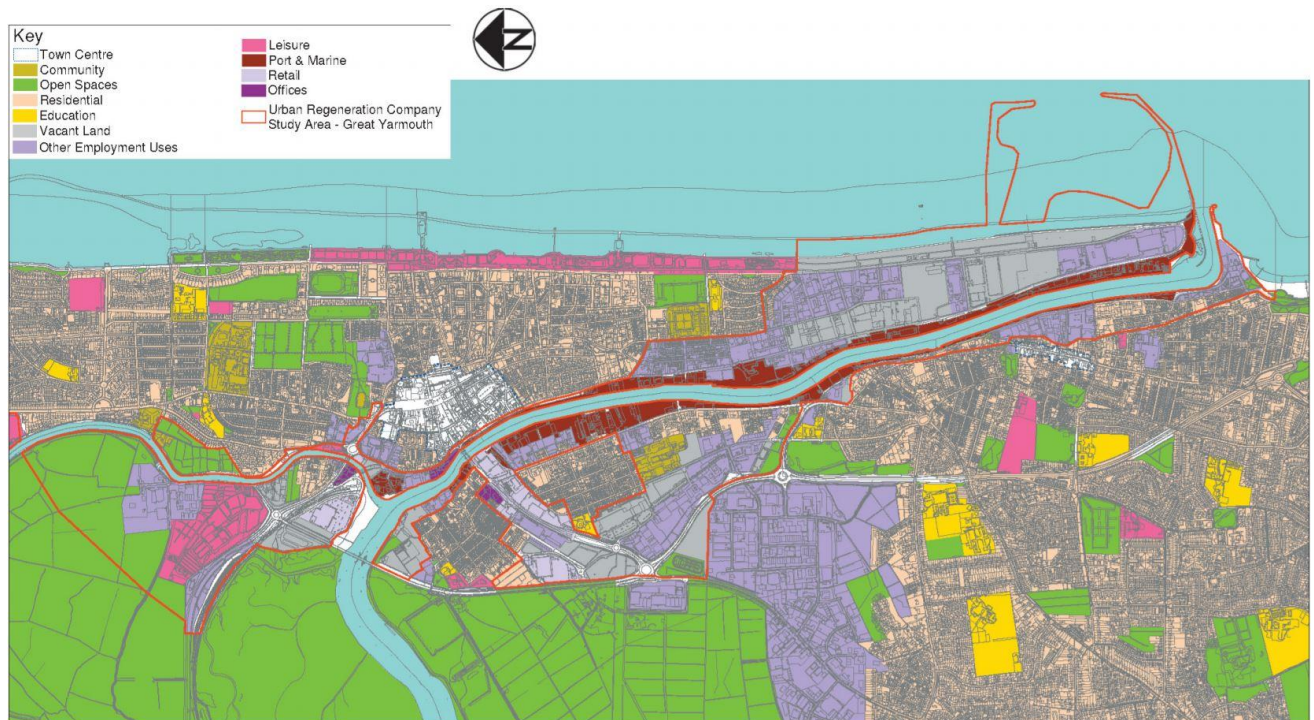 Key
Town Centre
Community
Open Spaces
Residential
Education
Vacant Land
Other Employment Uses
Leisure
Port & Marine
Retail
Offices
Urban Regeneration Company
Study Area - Great Yarmouth
N